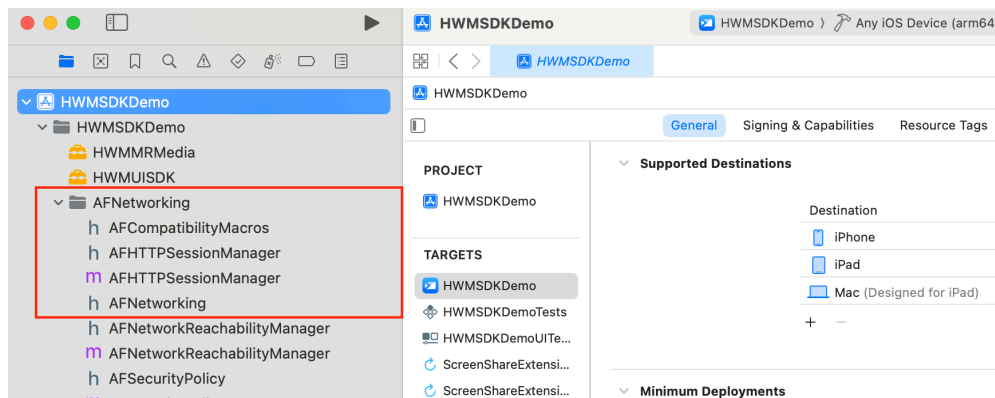 HWMSDKDemo
HWMSDKDemo
HWMMRMedia
HWMUISDK
AFNetworking
h AFCompatibilityMacros
h AFHTTPSessionManager
m AFHTTPSessionManager
h AFNetworking
h AFNetworkReachabilityManager
m AFNetworkReachabilityManager
h AFSecurityPolicy
HWMSDKDemo
HWMSDKDemo 〉 Any iOS Device (arm64
HWMSDKDemo
HWMSDKDemo
General Signing & Capabilities Resource Tags
PROJECT
HWMSDKDemo
TARGETS
HWMSDKDemo
HWMSDKDemoTests
HWMSDKDemoUITe...
ScreenShareExtensi...
ScreenShareExtensi...
Supported Destinations
Destination
iPhone
iPad
Mac (Designed for iPad)
Minimum Deployments